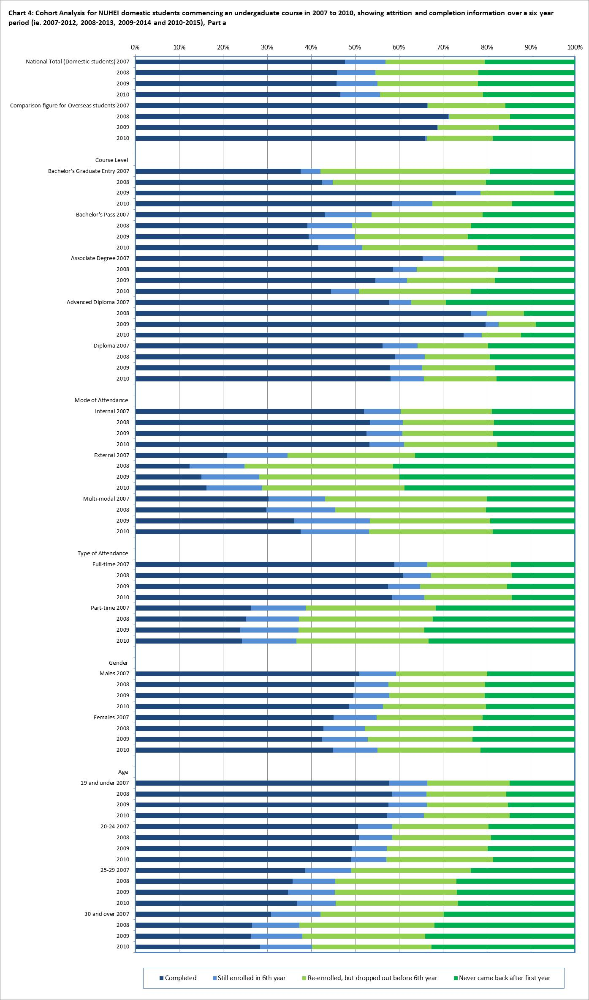 Chart 4: Cohort Analysis for NUHEI domestic students commencing an undergaduate course in 2007 to 2010, showing attrition and completion information over a six year
period (ie. 2007-2012, 2008-2013, 2009-2014 and 2010-2015), Part a
0% 10% 20% 30% 40% 50% 60% 70% 80% 90% 100%
National Total (Domestic students) 2007
2008
2009
2010
Comparison figure for Overseas students 2007
2008
2009
2010
Course Level
Bachelor's Graduate Entry 2007
2008
2009
2010
Bachelor's Pass 2007
2008
2009
2010
Associate Degree 2007
2008
2009
2010
Advanced Diploma 2007
2008
2009
2010
Diploma 2007
2008
2009
2010
Mode of Attendance
Internal 2007
2008
2009
2010
External 2007
2008
2009
2010
Multi-modal 2007
2008
2009
2010
Type of Attendance
Full-time 2007
2008
2009
2010
Part-time 2007
2008
2009
2010
Gender
Males 2007
2008
2009
2010
Females 2007
2008
2009
2010
Age
19 and under 2007
2008
2009
2010
20-24 2007
2008
2009
2010
25-29 2007
2008
2009
2010
30 and over 2007
2008
2009
2010
Completed Still enrolled in 6th year Re-enrolled, but dropped out before 6th year Never came back after first year